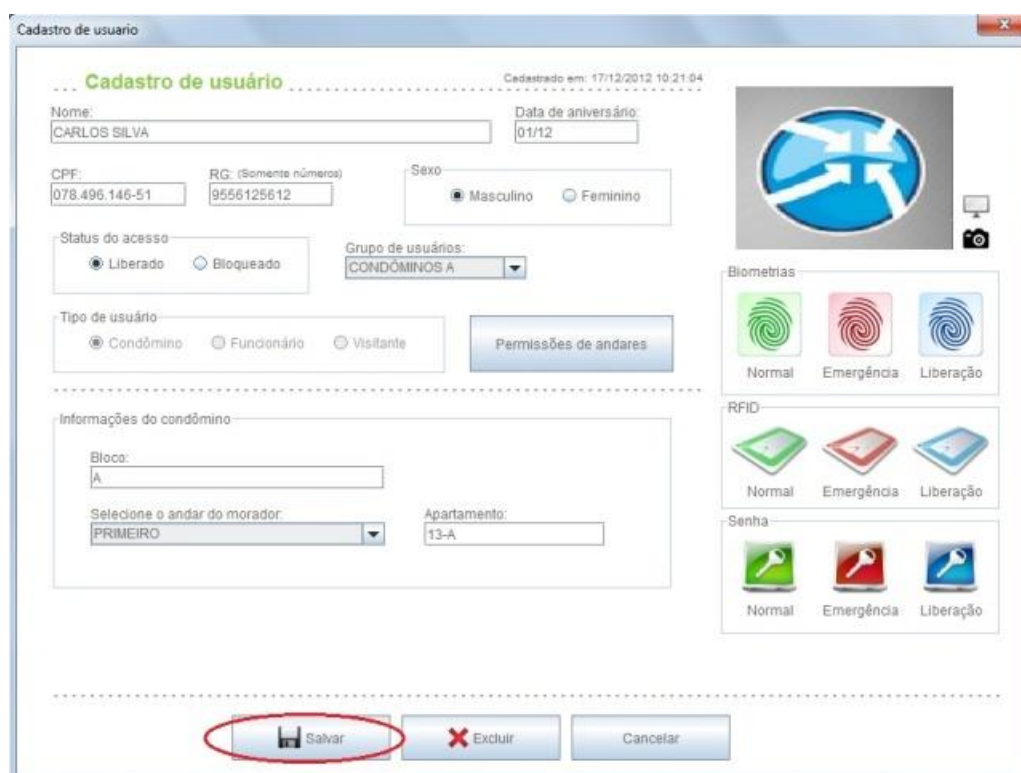 Cadastro de usuario
... Cadastro de usuário
Cadastrado em: 17/12/2012 10:21:04
Nome:
CARLOS SILVA
Data de aniversário:
01/12
CPF:
078.496.146-51
RG: (Somente números)
9556125612
Sexo
Masculino Feminino
Status do acesso
Liberado Bloqueado
Grupo de usuários:
CONDÔMINOS A
Tipo de usuário
Condômino Funcionário Visitante
Permissões de andares
Informações do condômino
Bloco:
A
Selecione o andar do morador:
PRIMEIRO
Apartamento:
13-A
Biometrias
Normal Emergência Liberação
RFID
Normal Emergência Liberação
Senha
Normal Emergência Liberação
Salvar Excluir Cancelar